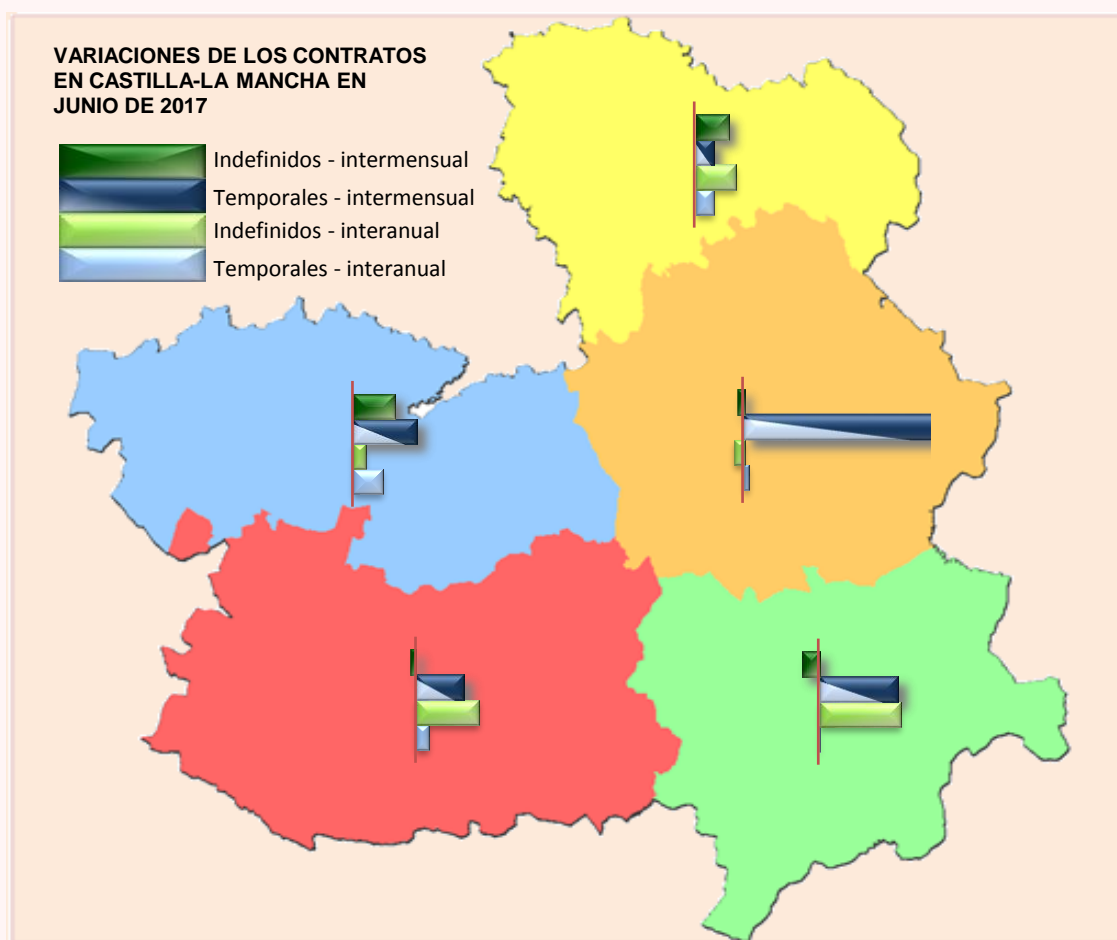 VARIACIONES DE LOS CONTRATOS
EN CASTILLA-LA MANCHA EN
JUNIO DE 2017
Indefinidos - intermensual
Temporales - intermensual
Indefinidos - interanual
Temporales - interanual